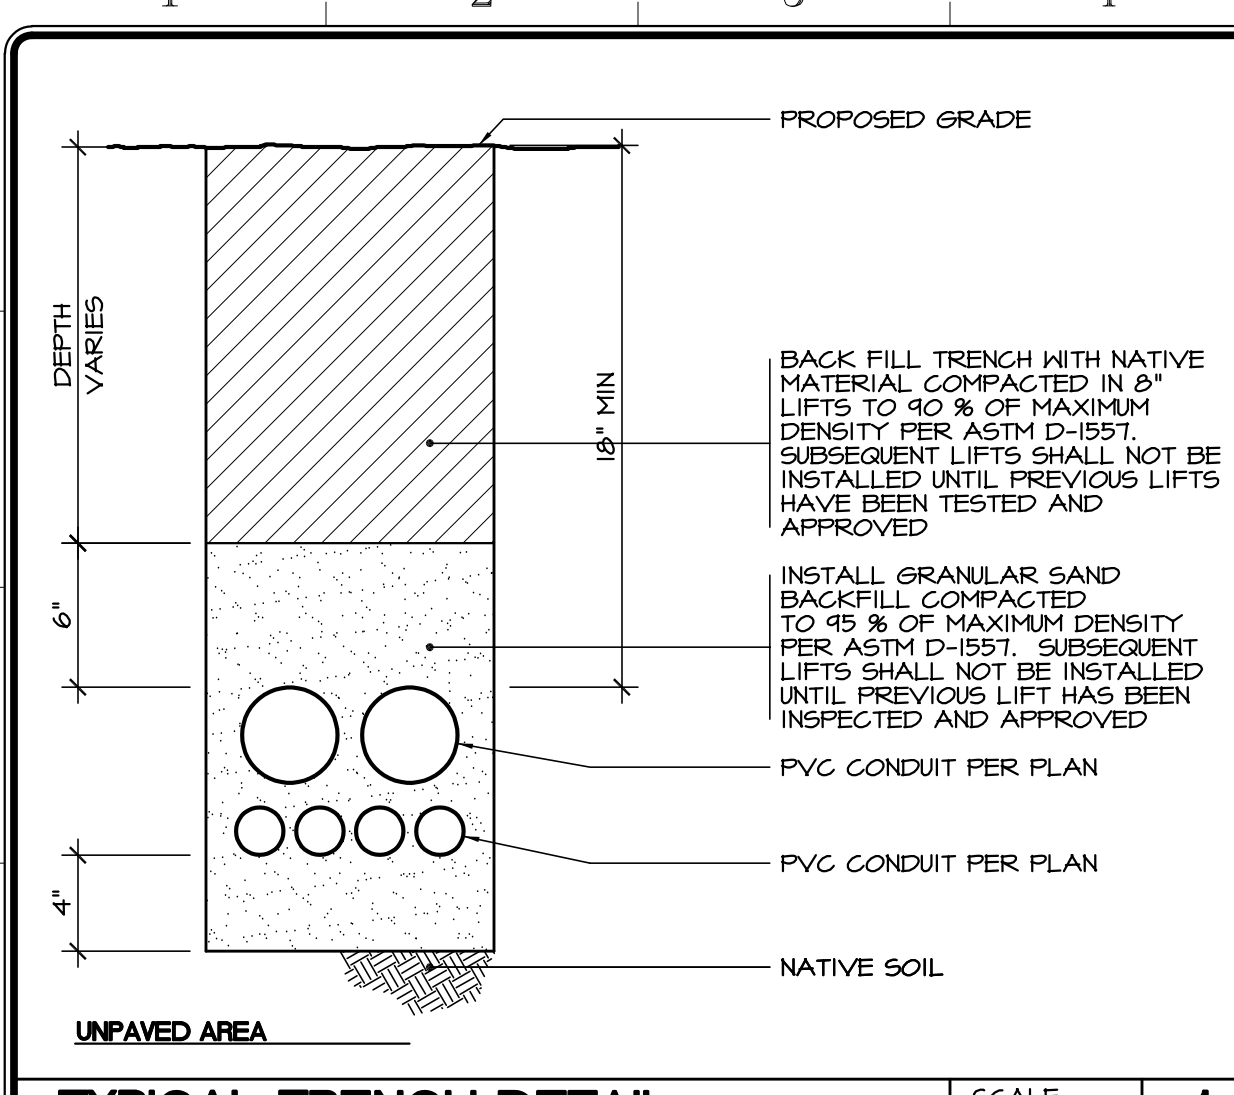 PROPOSED GRADE
DEPTH
VARIES
18" MIN
BACK FILL TRENCH WITH NATIVE
MATERIAL COMPACTED IN 8"
LIFTS TO 90 % OF MAXIMUM
DENSITY PER ASTM D-1557.
SUBSEQUENT LIFTS SHALL NOT BE
INSTALLED UNTIL PREVIOUS LIFTS
HAVE BEEN TESTED AND
APPROVED
6"
INSTALL GRANULAR SAND
BACKFILL COMPACTED
TO 95 % OF MAXIMUM DENSITY
PER ASTM D-1557. SUBSEQUENT
LIFTS SHALL NOT BE INSTALLED
UNTIL PREVIOUS LIFT HAS BEEN
INSPECTED AND APPROVED
PVC CONDUIT PER PLAN
PVC CONDUIT PER PLAN
4"
NATIVE SOIL
UNPAVED AREA
TYPICAL TRENCH DETAIL
SCALE